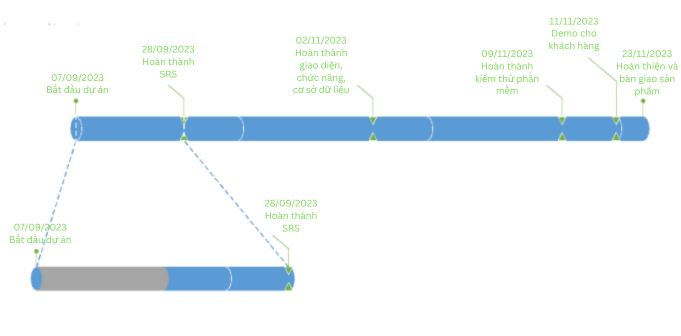 11/11/2023
Demo cho
khách hàng
28/09/2023
Hoàn thành
SRS
02/11/2023
Hoàn thành
giao diện,
chức năng,
cơ sở dữ liệu
09/11/2023
Hoàn thành
kiểm thử phần
mềm
23/11/2023
Hoàn thiện và
bàn giao sản
phẩm
07/09/2023
Bắt đầu dự án
28/09/2023
Hoàn thành
SRS
07/09/2023
Bắt đầu dự án